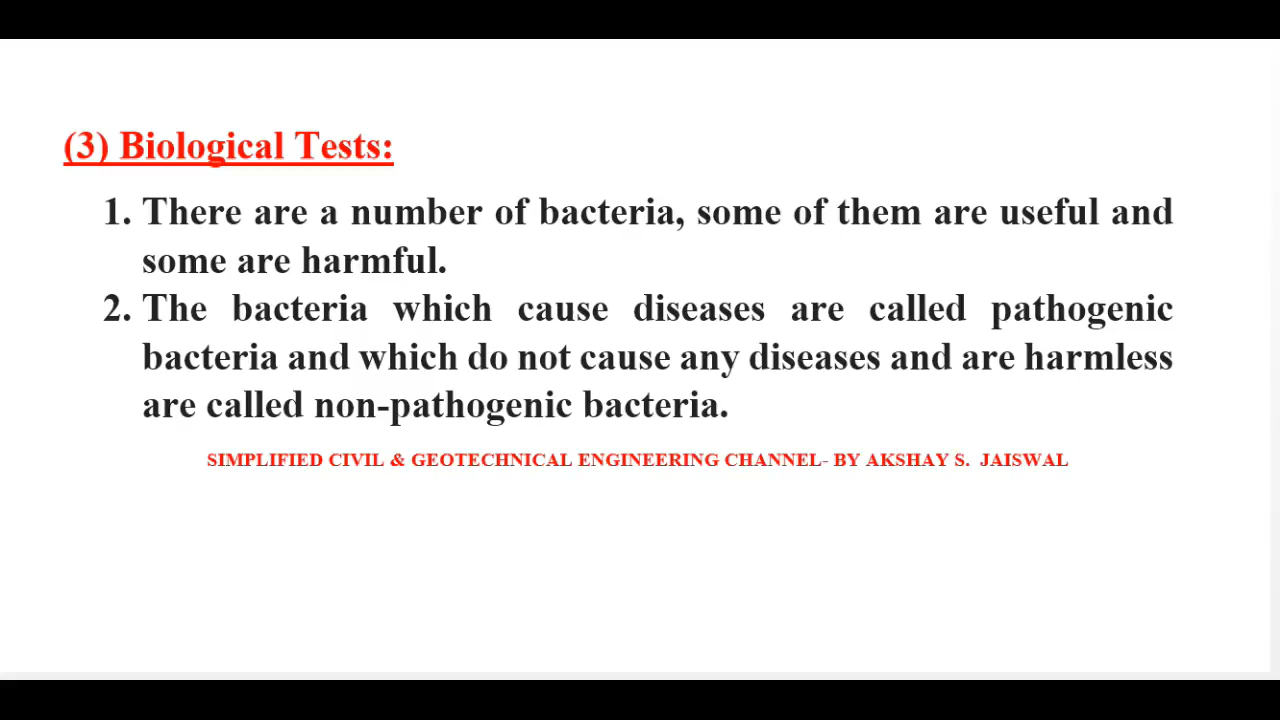 (3) Biological Tests:
1. There are a number of bacteria, some of them are useful and
some are harmful.
2. The bacteria which cause diseases are called pathogenic
bacteria and which do not cause any diseases and are harmless
are called non-pathogenic bacteria.
SIMPLIFIED CIVIL & GEOTECHNICAL ENGINEERING CHANNEL- BY AKSHAY S. JAISWAL